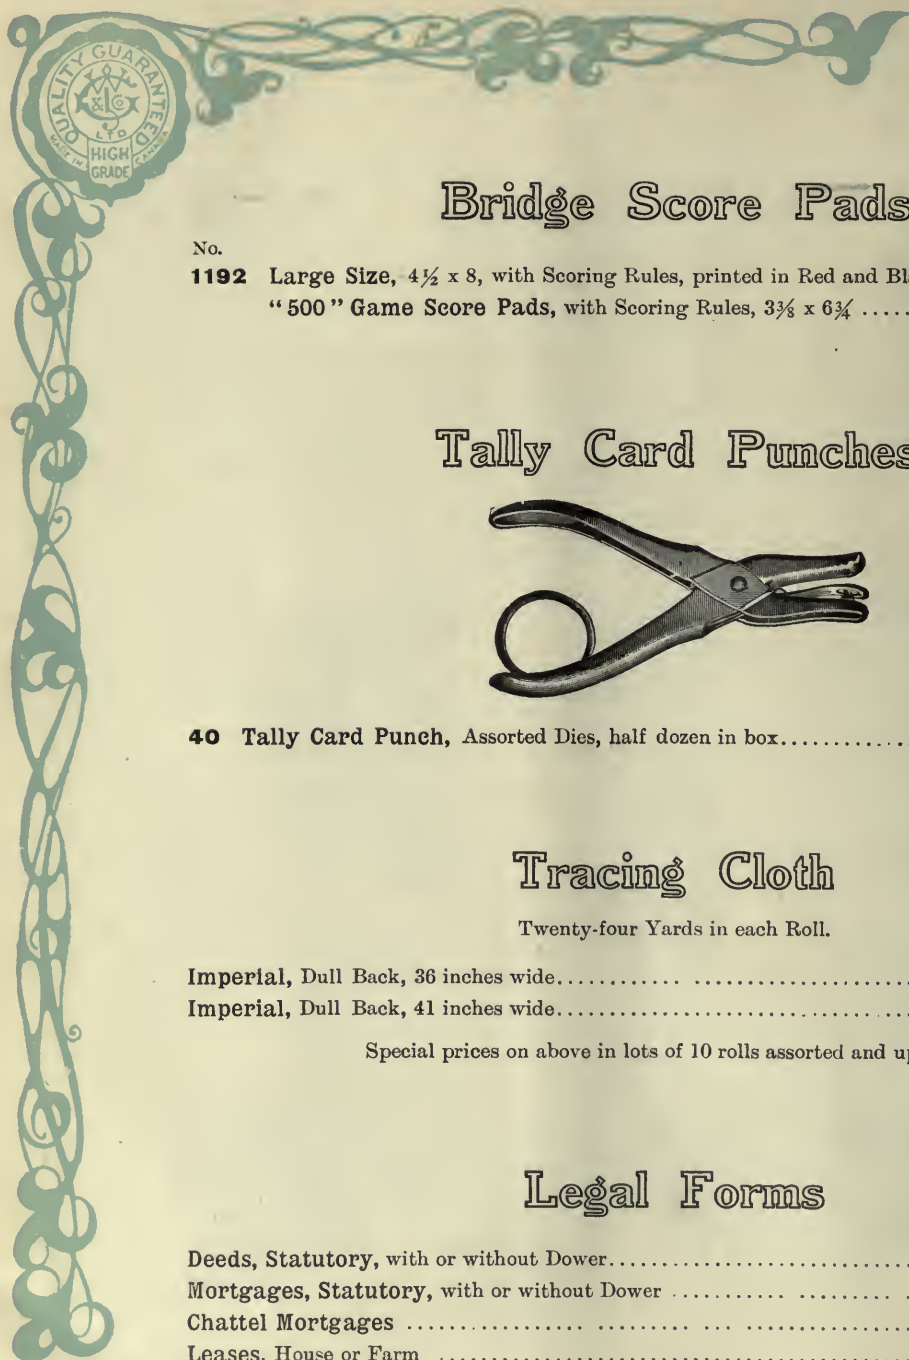 QUALITY GUARANTEED
LTD
MADE IN CANADA
HIGH
GRADE
Bridge Score Pads
No.
1192 Large Size, 4½ x 8, with Scoring Rules, printed in Red and
“ 500 ” Game Score Pads, with Scoring Rules, 3⅜ x 6¾ .....
Tally Card Punches
40 Tally Card Punch, Assorted Dies, half dozen in box............
Tracing Cloth
Twenty-four Yards in each Roll.
Imperial, Dull Back, 36 inches wide............ .....................
Imperial, Dull Back, 41 inches wide.................................
Special prices on above in lots of 10 rolls assorted and
Legal Forms
Deeds, Statutory, with or without Dower............................
Mortgages, Statutory, with or without Dower ........... ......... .
Chattel Mortgages ................. ......... ... .................
Leases, House or Farm ..............................................